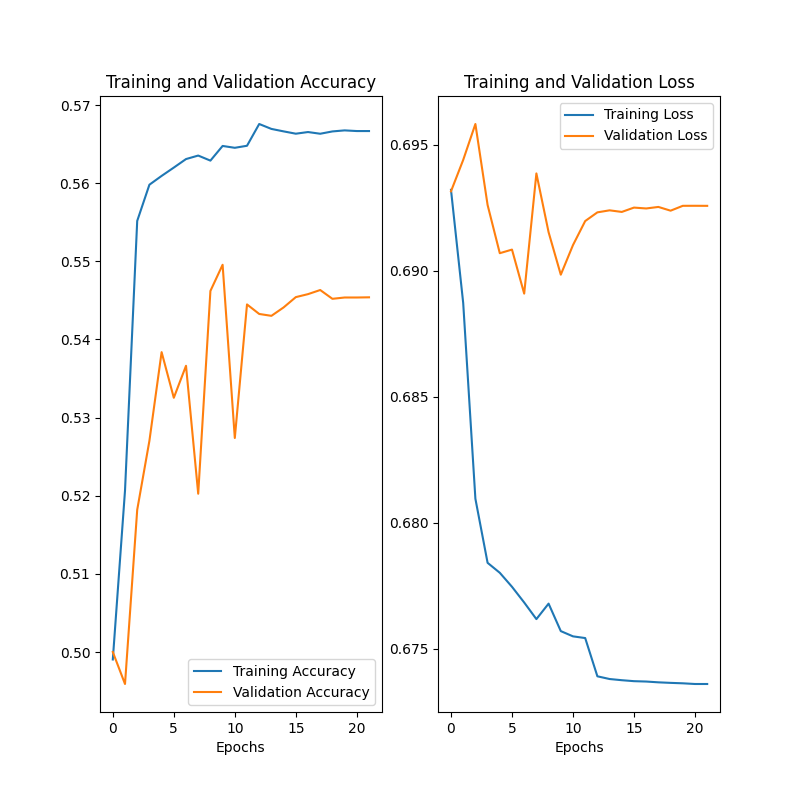 Training and Validation Accuracy
0.57
0.56
0.55
0.54
0.53
0.52
0.51
0.50
Training Accuracy
Validation Accuracy
0 5 10 15 20
Epochs
Training and Validation Loss
Training Loss
Validation Loss
0.695
0.690
0.685
0.680
0.675
0 5 10 15 20
Epochs